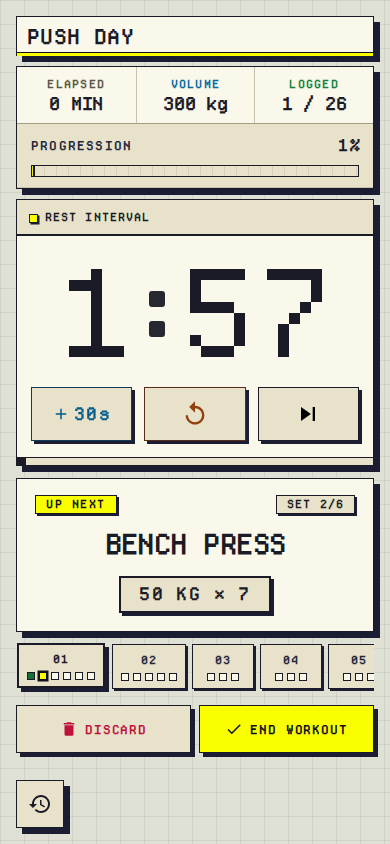 PUSH DAY
ELAPSED VOLUME LOGGED
0 MIN 300 kg 1 / 26
PROGRESSION 1%
REST INTERVAL
1:57
+ 30s
UP NEXT SET 2/6
BENCH PRESS
50 KG × 7
01 02 03 04 05
DISCARD END WORKOUT